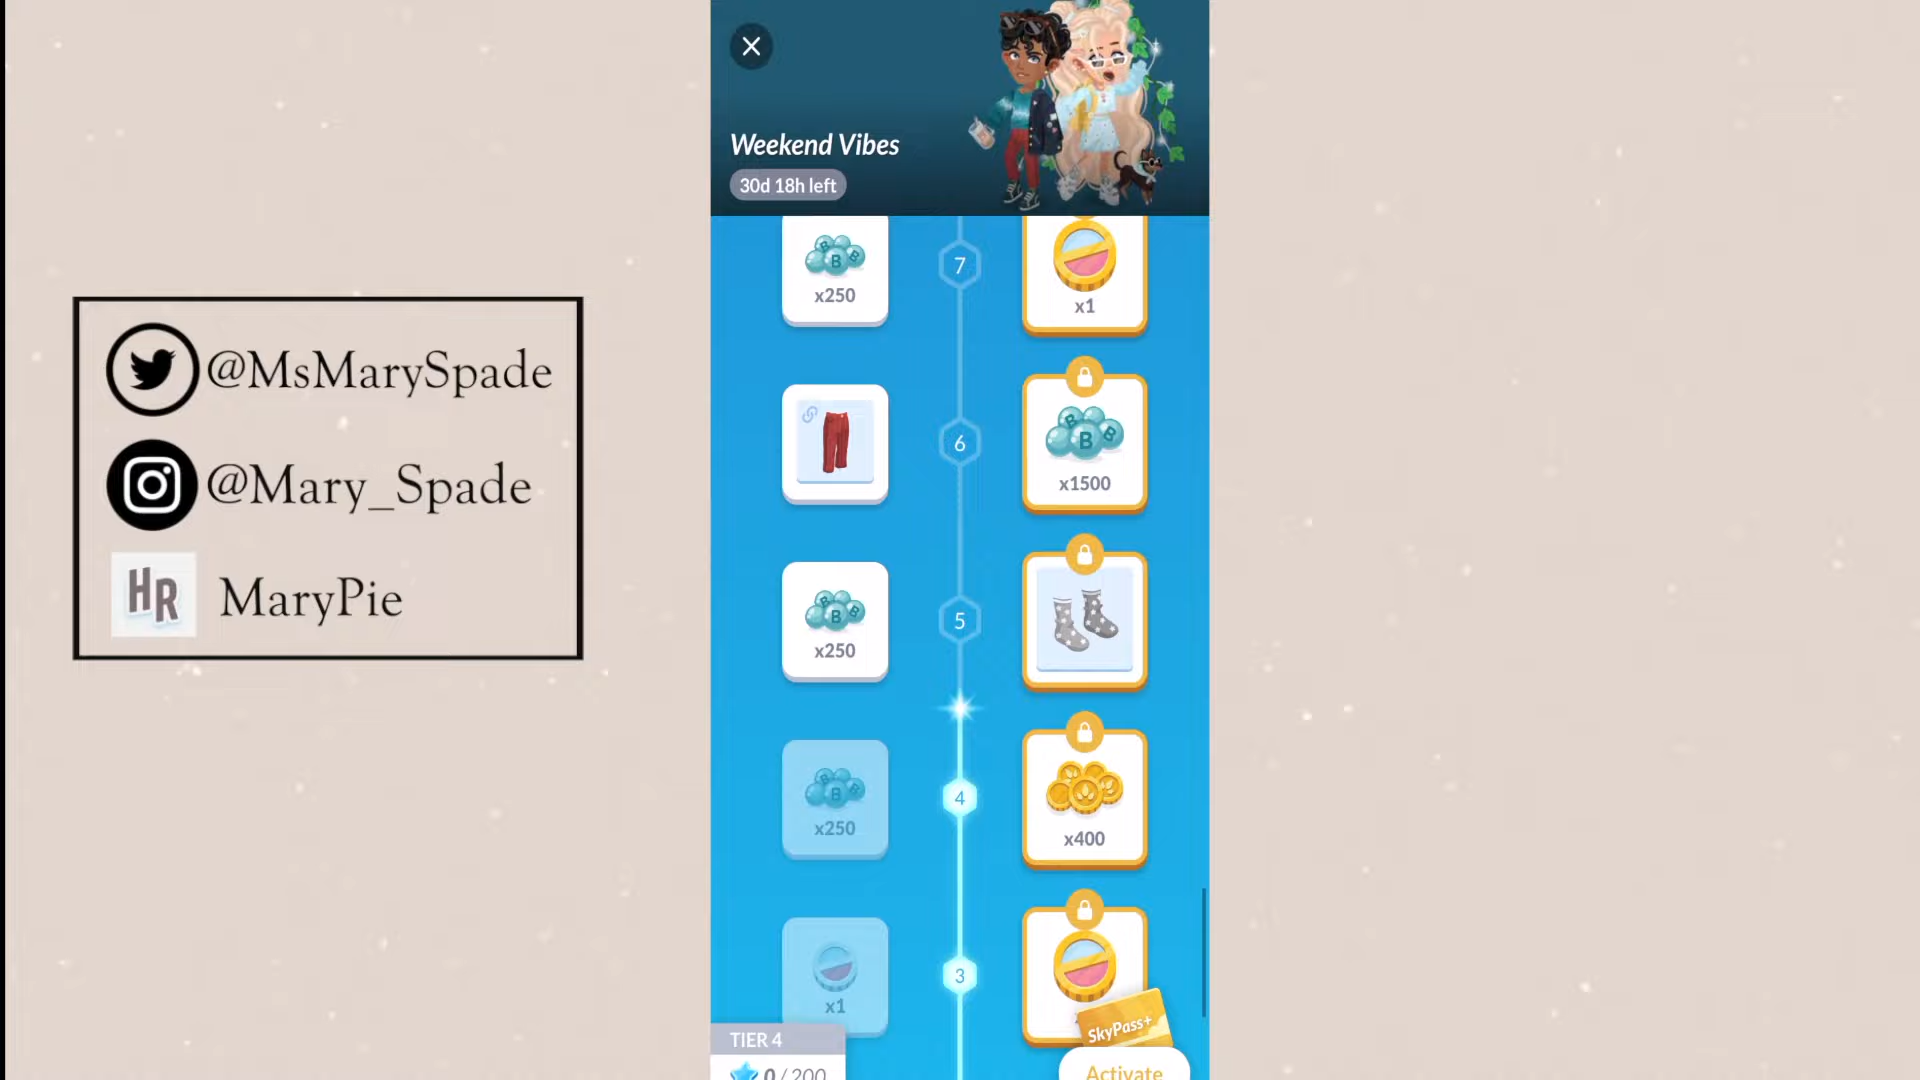 Weekend Vibes
30d 18h left
@MsMarySpade
@Mary_Spade
HR MaryPie
B B B
x250
7
x1
6
B B B
x1500
B B B
x250
5
B B B
x250
4
x400
x1
3
SkyPass+
TIER 4
0/200
Activate